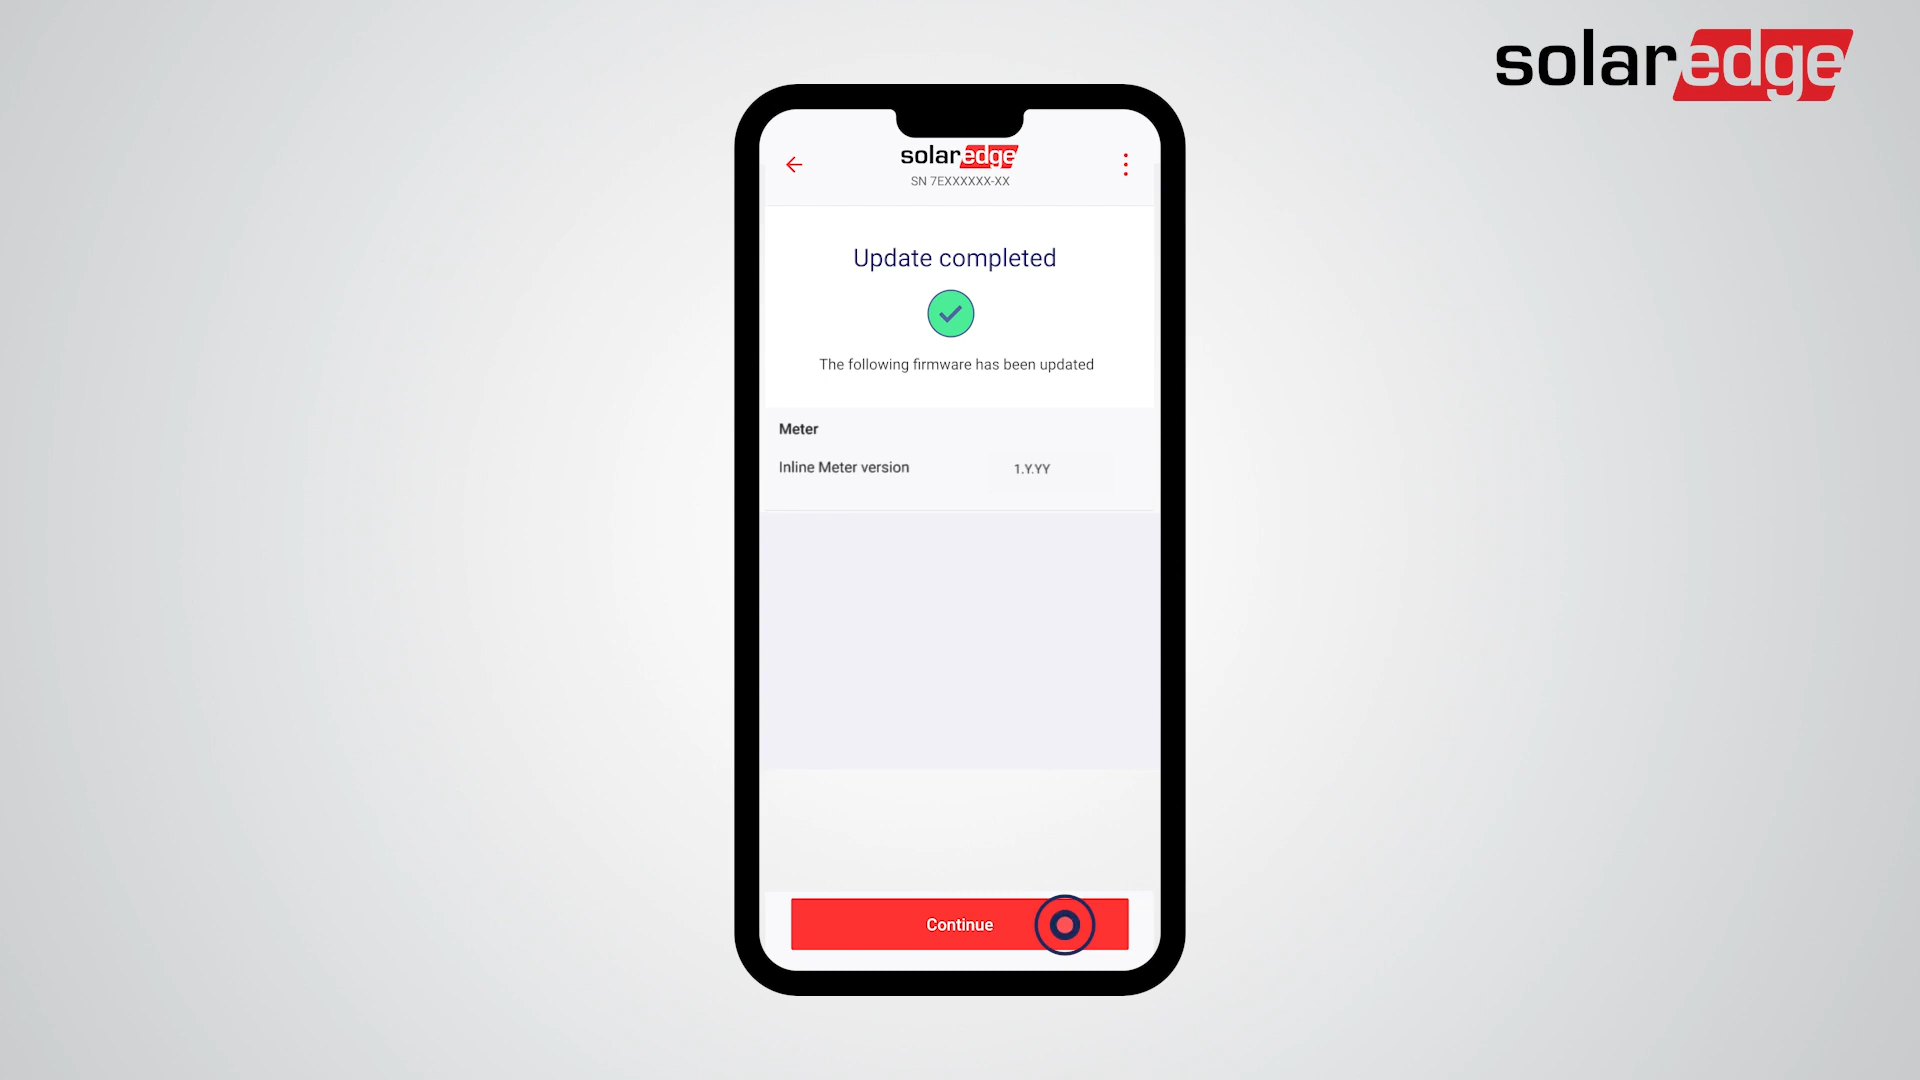 solaredge
solaredge
SN 7EXXXXXX-XX
Update completed
The following firmware has been updated
Meter
Inline Meter version 1.Y.YY
Continue